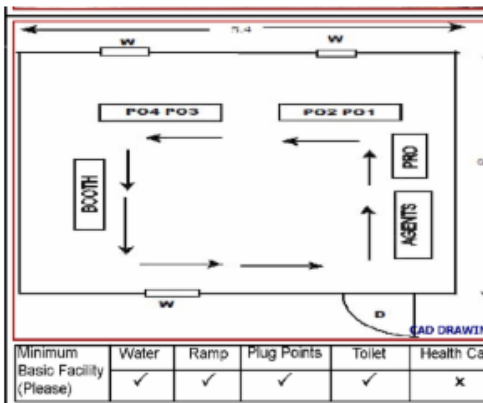 5.4
W W
PO4 PO3 PO2 PO1
BOOTH
PRO
AGENTS
W
D
CAD DRAWIN
Minimum Basic Facility (Please) Water Ramp Plug Points Toilet Health Ca
✓ ✓ ✓ ✓ x